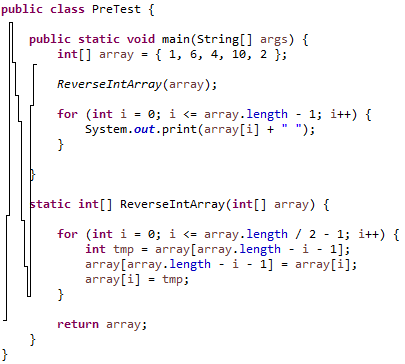 public class PreTest {
public static void main(String[] args) {
int[] array = { 1, 6, 4, 10, 2 };
ReverseIntArray(array);
for (int i = 0; i <= array.length - 1; i++) {
System.out.print(array[i] + " ");
}
}
static int[] ReverseIntArray(int[] array) {
for (int i = 0; i <= array.length / 2 - 1; i++) {
int tmp = array[array.length - i - 1];
array[array.length - i - 1] = array[i];
array[i] = tmp;
}
return array;
}
}